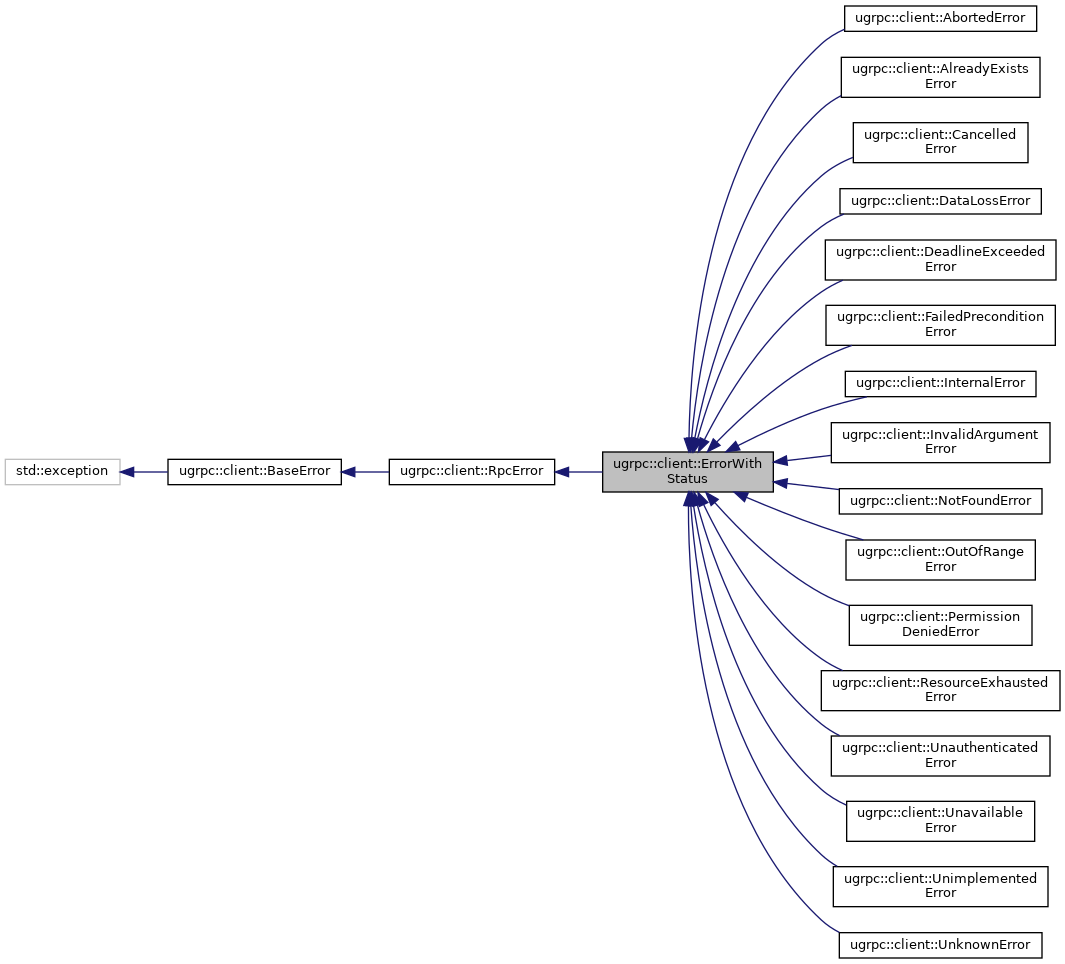 std::exception
ugrpc::client::BaseError
ugrpc::client::RpcError
ugrpc::client::ErrorWith
Status
ugrpc::client::AbortedError
ugrpc::client::AlreadyExists
Error
ugrpc::client::Cancelled
Error
ugrpc::client::DataLossError
ugrpc::client::DeadlineExceeded
Error
ugrpc::client::FailedPrecondition
Error
ugrpc::client::InternalError
ugrpc::client::InvalidArgument
Error
ugrpc::client::NotFoundError
ugrpc::client::OutOfRange
Error
ugrpc::client::Permission
DeniedError
ugrpc::client::ResourceExhausted
Error
ugrpc::client::Unauthenticated
Error
ugrpc::client::Unavailable
Error
ugrpc::client::Unimplemented
Error
ugrpc::client::UnknownError